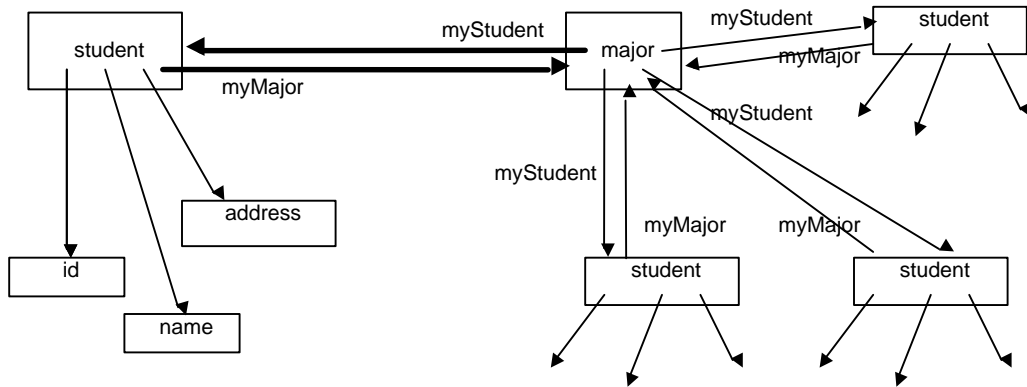 student
myStudent
major
myStudent
student
myMajor
myMajor
myStudent
myStudent
address
myMajor
myMajor
id
student
student
name